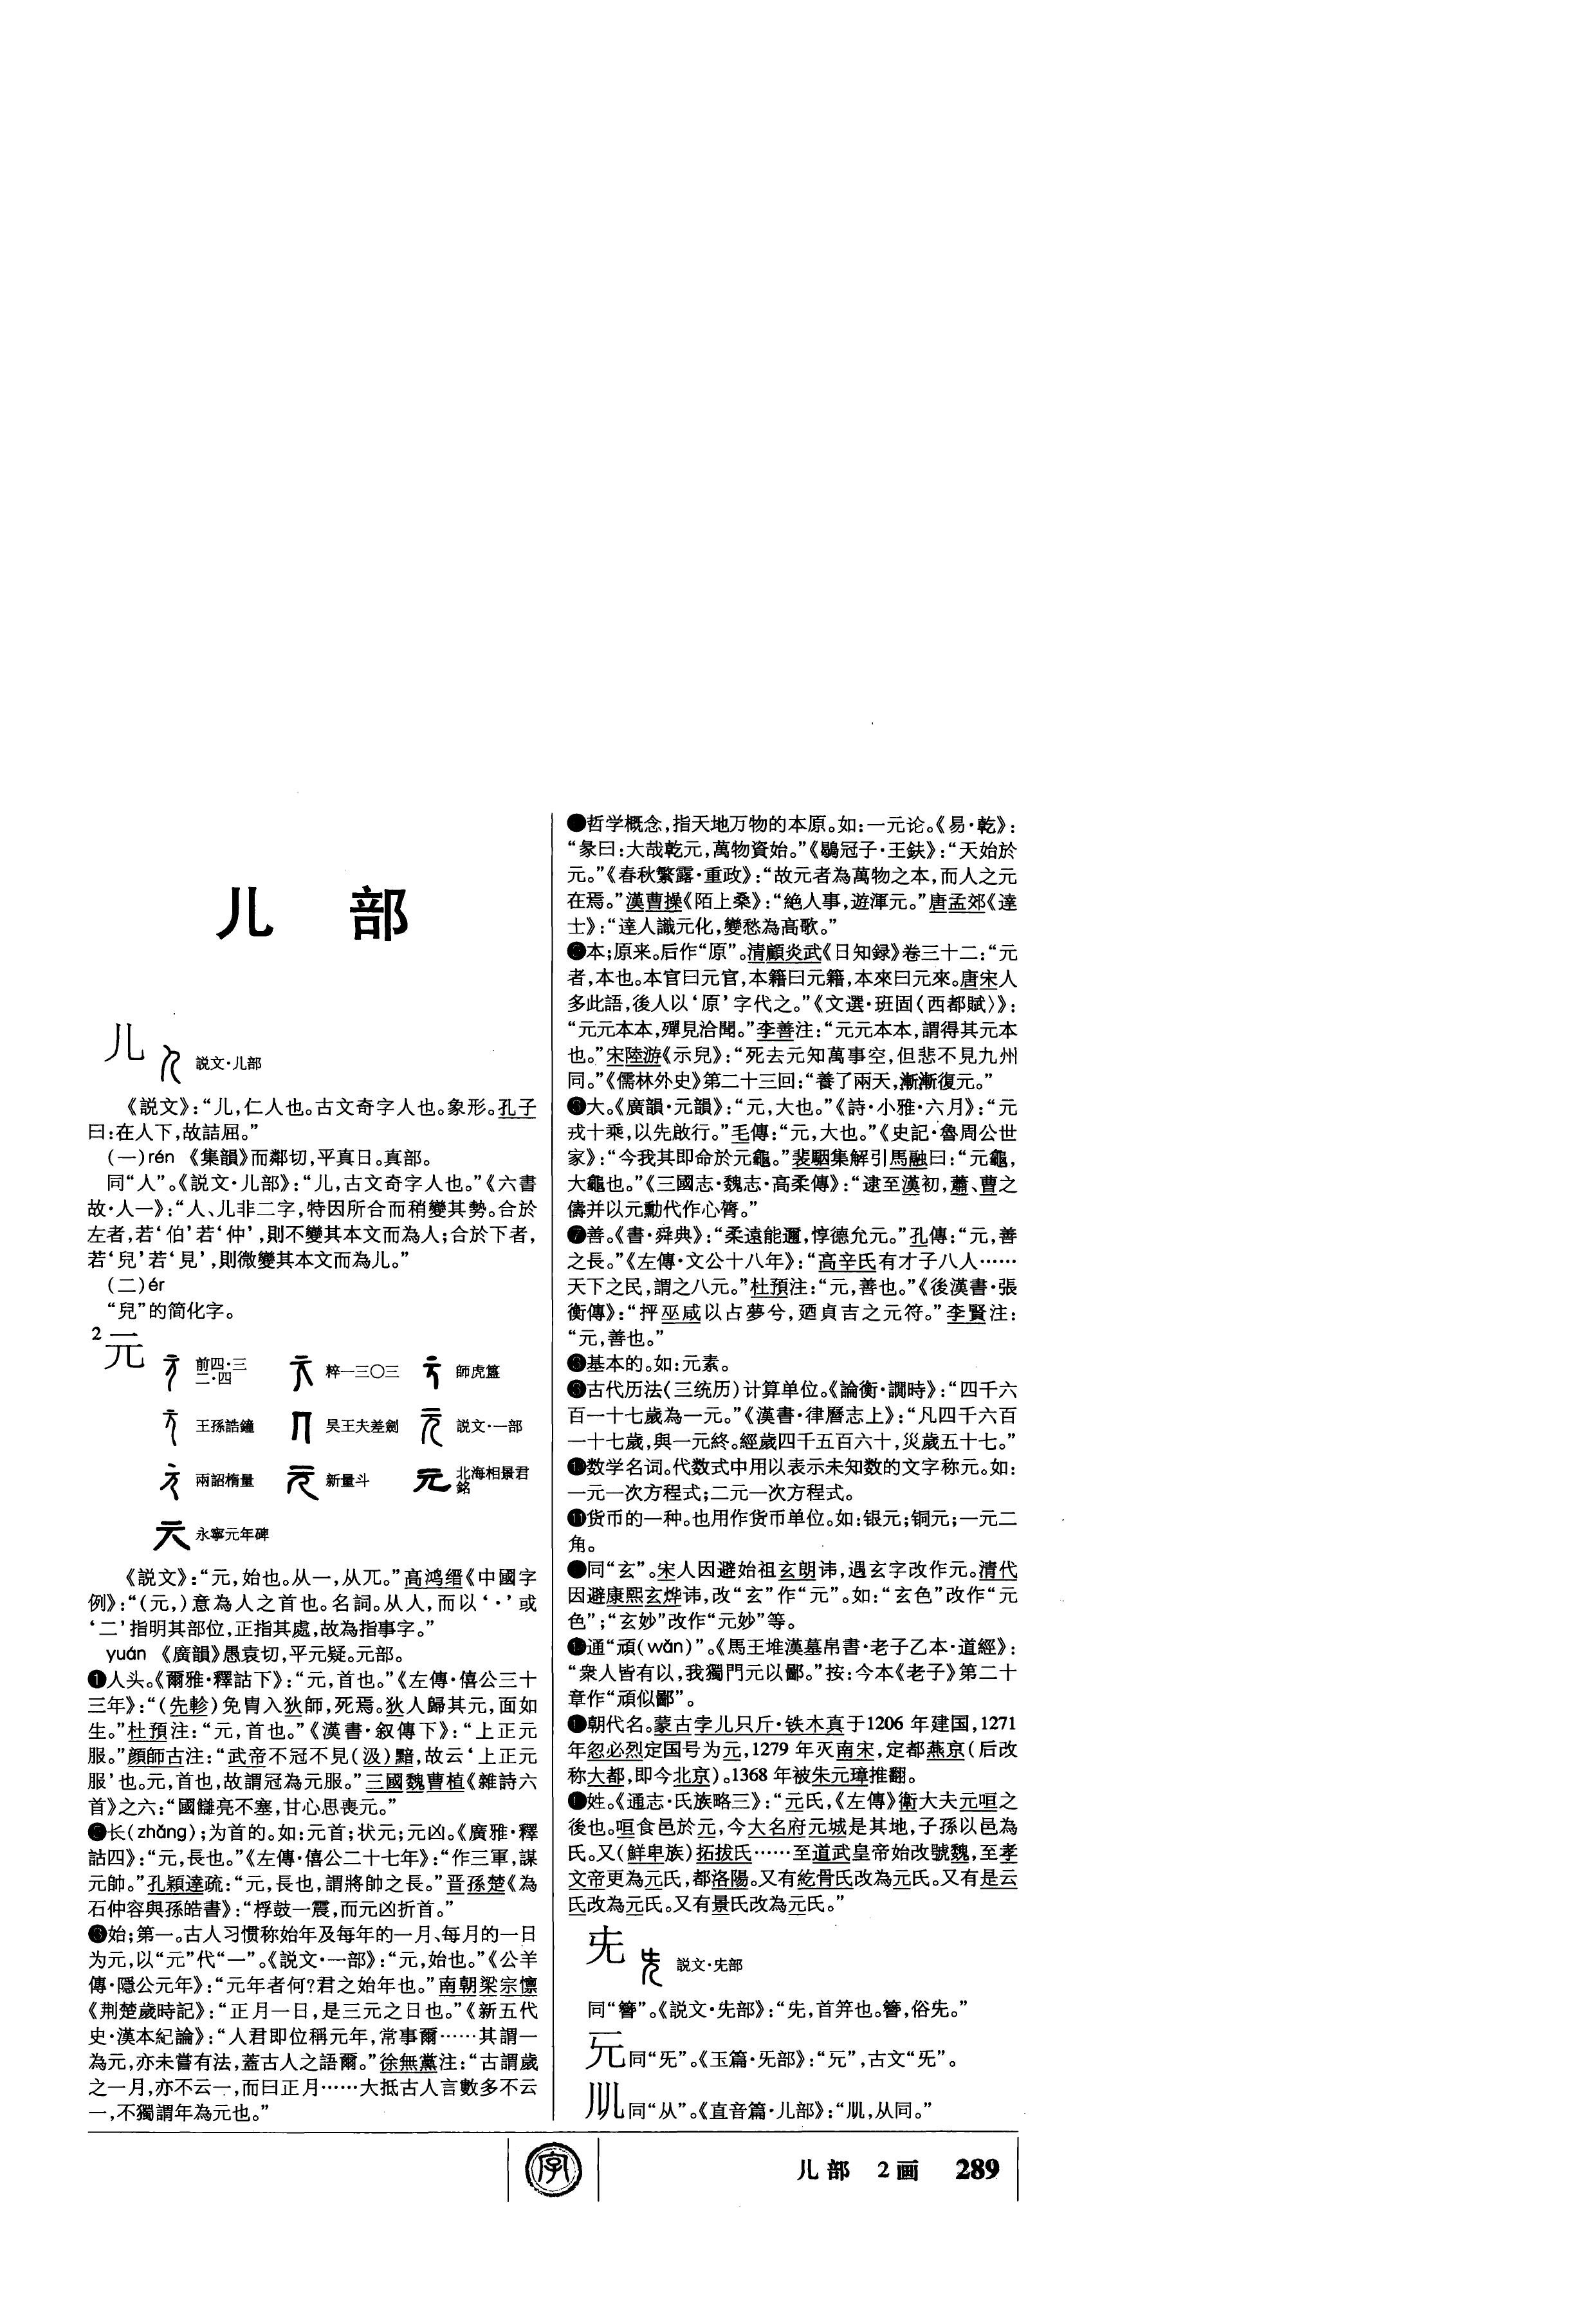 儿 部
儿 説文·儿部
《説文》：“儿，仁人也。古文奇字人也。象形。孔子
曰：在人下，故詰屈。”
(一)rén 《集韻》而鄰切，平真日。真部。
同“人”。《説文·儿部》：“儿，古文奇字人也。”《六書
故·人一》：“人、儿非二字，特因所合而稍變其勢。合於
左者，若‘伯’若‘仲’，則不變其本文而為人；合於下者，
若‘兒’若‘見’，則微變其本文而為儿。”
(二)ér
“兒”的简化字。
2 元
前四·三二·四 粹一三〇三 師虎簋
王孫誥鐘 吴王夫差劍 説文·一部
兩詔楕量 新量斗 北海相景君銘
永寧元年碑
《説文》：“元，始也。从一，从兀。”高鸿缙《中國字
例》：“(元，)意為人之首也。名詞。从人，而以‘·’或
‘二’指明其部位，正指其處，故為指事字。”
yuán 《廣韻》愚袁切，平元疑。元部。
❶人头。《爾雅·釋詁下》：“元，首也。”《左傳·僖公三十
三年》：“(先軫)免胄入狄師，死焉。狄人歸其元，面如
生。”杜預注：“元，首也。”《漢書·叙傳下》：“上正元
服。”顔師古注：“武帝不冠不見(汲)黯，故云‘上正元
服’也。元，首也，故謂冠為元服。”三國魏曹植《雜詩六
首》之六：“國讎亮不塞，甘心思喪元。”
❷长(zhǎng)；为首的。如：元首；状元；元凶。《廣雅·釋
詁四》：“元，長也。”《左傳·僖公二十七年》：“作三軍，謀
元帥。”孔穎達疏：“元，長也，謂將帥之長。”晋孫楚《為
石仲容與孫皓書》：“桴鼓一震，而元凶折首。”
❸始；第一。古人习惯称始年及每年的一月、每月的一日
为元，以“元”代“一”。《説文·一部》：“元，始也。”《公羊
傳·隱公元年》：“元年者何？君之始年也。”南朝梁宗懔
《荆楚歲時記》：“正月一日，是三元之日也。”《新五代
史·漢本紀論》：“人君即位稱元年，常事爾……其謂一
為元，亦未嘗有法，蓋古人之語爾。”徐無黨注：“古謂歲
之一月，亦不云一，而曰正月……大抵古人言數多不云
一，不獨謂年為元也。”
哲学概念，指天地万物的本原。如：一元论。《易·乾》：
“彖曰：大哉乾元，萬物資始。”《鶡冠子·王鈇》：“天始於
元。”《春秋繁露·重政》：“故元者為萬物之本，而人之元
在焉。”漢曹操《陌上桑》：“絶人事，遊渾元。”唐孟郊《達
士》：“達人識元化，變愁為高歌。”
本；原来。后作“原”。清顧炎武《日知録》卷三十二：“元
者，本也。本官曰元官，本籍曰元籍，本來曰元來。唐宋人
多此語，後人以‘原’字代之。”《文選·班固〈西都賦〉》：
“元元本本，殫見洽聞。”李善注：“元元本本，謂得其元本
也。”宋陸游《示兒》：“死去元知萬事空，但悲不見九州
同。”《儒林外史》第二十三回：“養了兩天，漸漸復元。”
大。《廣韻·元韻》：“元，大也。”《詩·小雅·六月》：“元
戎十乘，以先啟行。”毛傳：“元，大也。”《史記·魯周公世
家》：“今我其即命於元龜。”裴駰集解引馬融曰：“元龜，
大龜也。”《三國志·魏志·高柔傳》：“逮至漢初，蕭、曹之
儔并以元勳代作心膂。”
❼善。《書·舜典》：“柔遠能邇，惇德允元。”孔傳：“元，善
之長。”《左傳·文公十八年》：“高辛氏有才子八人……
天下之民，謂之八元。”杜預注：“元，善也。”《後漢書·張
衡傳》：“抨巫咸以占夢兮，迺貞吉之元符。”李賢注：
“元，善也。”
基本的。如：元素。
古代历法(三统历)计算单位。《論衡·讕時》：“四千六
百一十七歲為一元。”《漢書·律曆志上》：“凡四千六百
一十七歲，與一元終。經歲四千五百六十，災歲五十七。”
数学名词。代数式中用以表示未知数的文字称元。如：
一元一次方程式；二元一次方程式。
⓫货币的一种。也用作货币单位。如：银元；铜元；一元二
角。
同“玄”。宋人因避始祖玄朗讳，遇玄字改作元。清代
因避康熙玄烨讳，改“玄”作“元”。如：“玄色”改作“元
色”；“玄妙”改作“元妙”等。
通“頑(wǎn)”。《馬王堆漢墓帛書·老子乙本·道經》：
“衆人皆有以，我獨門元以鄙。”按：今本《老子》第二十
章作“頑似鄙”。
朝代名。蒙古孛儿只斤·铁木真于1206年建国，1271
年忽必烈定国号为元，1279年灭南宋，定都燕京(后改
称大都，即今北京)。1368年被朱元璋推翻。
姓。《通志·氏族略三》：“元氏，《左傳》衛大夫元咺之
後也。咺食邑於元，今大名府元城是其地，子孫以邑為
氏。又(鮮卑族)拓拔氏……至道武皇帝始改號魏，至孝
文帝更為元氏，都洛陽。又有紇骨氏改為元氏。又有是云
氏改為元氏。又有景氏改為元氏。”
兂 説文·兂部
同“簪”。《説文·兂部》：“兂，首笄也。簪，俗兂。”
同“旡”。《玉篇·旡部》：“𠑶”，古文“旡”。
同“从”。《直音篇·儿部》：
字
儿部 2画 289